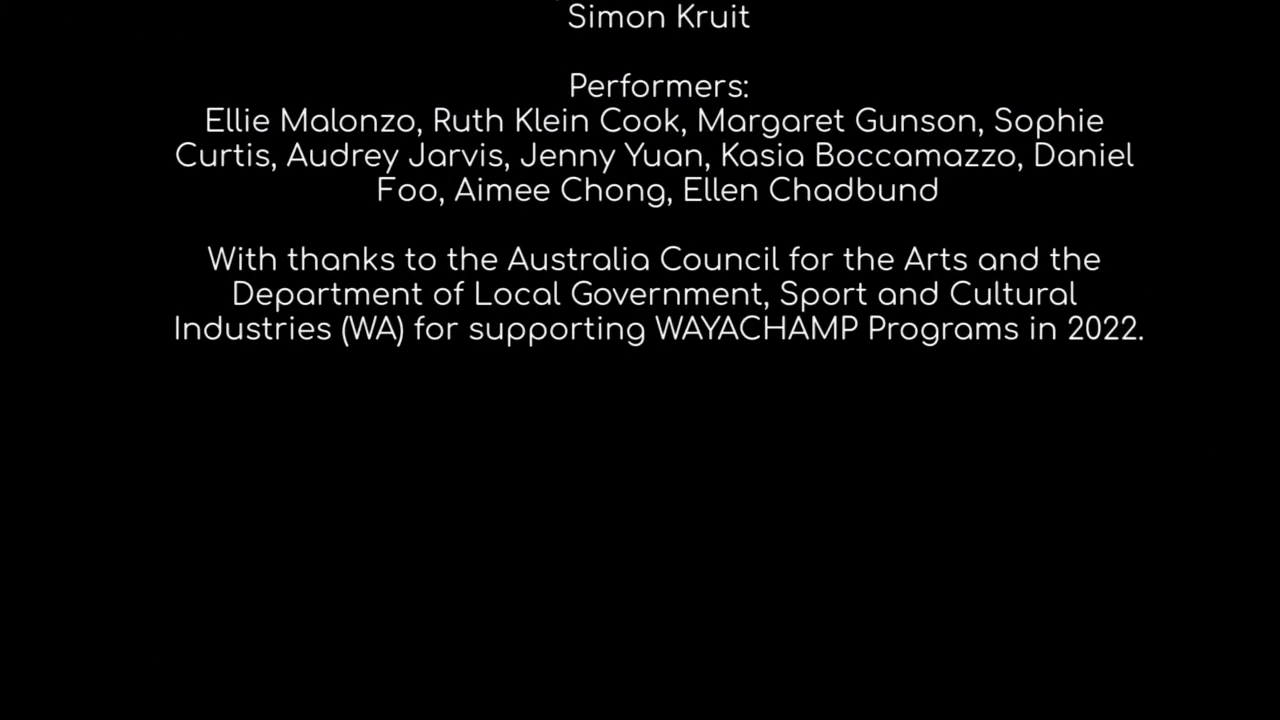 Simon Kruit
Performers:
Ellie Malonzo, Ruth Klein Cook, Margaret Gunson, Sophie
Curtis, Audrey Jarvis, Jenny Yuan, Kasia Boccamazzo, Daniel
Foo, Aimee Chong, Ellen Chadbund
With thanks to the Australia Council for the Arts and the
Department of Local Government, Sport and Cultural
Industries (WA) for supporting WAYACHAMP Programs in 2022.